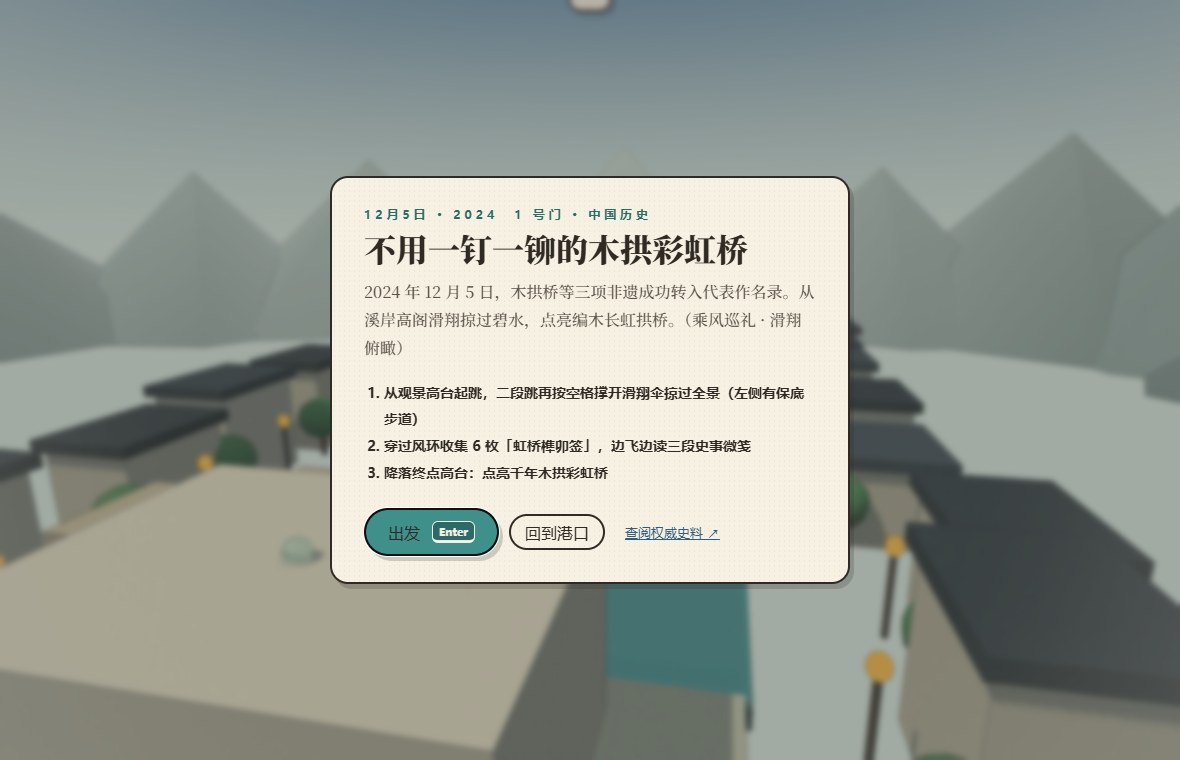 12月5日 • 2024 1 号门 • 中国历史
不用一钉一铆的木拱彩虹桥
2024 年 12 月 5 日，木拱桥等三项非遗成功转入代表作名录。从
溪岸高阁滑翔掠过碧水，点亮编木长虹拱桥。（乘风巡礼 · 滑翔
俯瞰）
1. 从观景高台起跳，二段跳再按空格撑开滑翔伞掠过全景（左侧有保底
步道）
2. 穿过风环收集 6 枚「虹桥榫卯签」，边飞边读三段史事微笺
3. 降落终点高台：点亮千年木拱彩虹桥
出发 Enter 回到港口 查阅权威史料 ↗